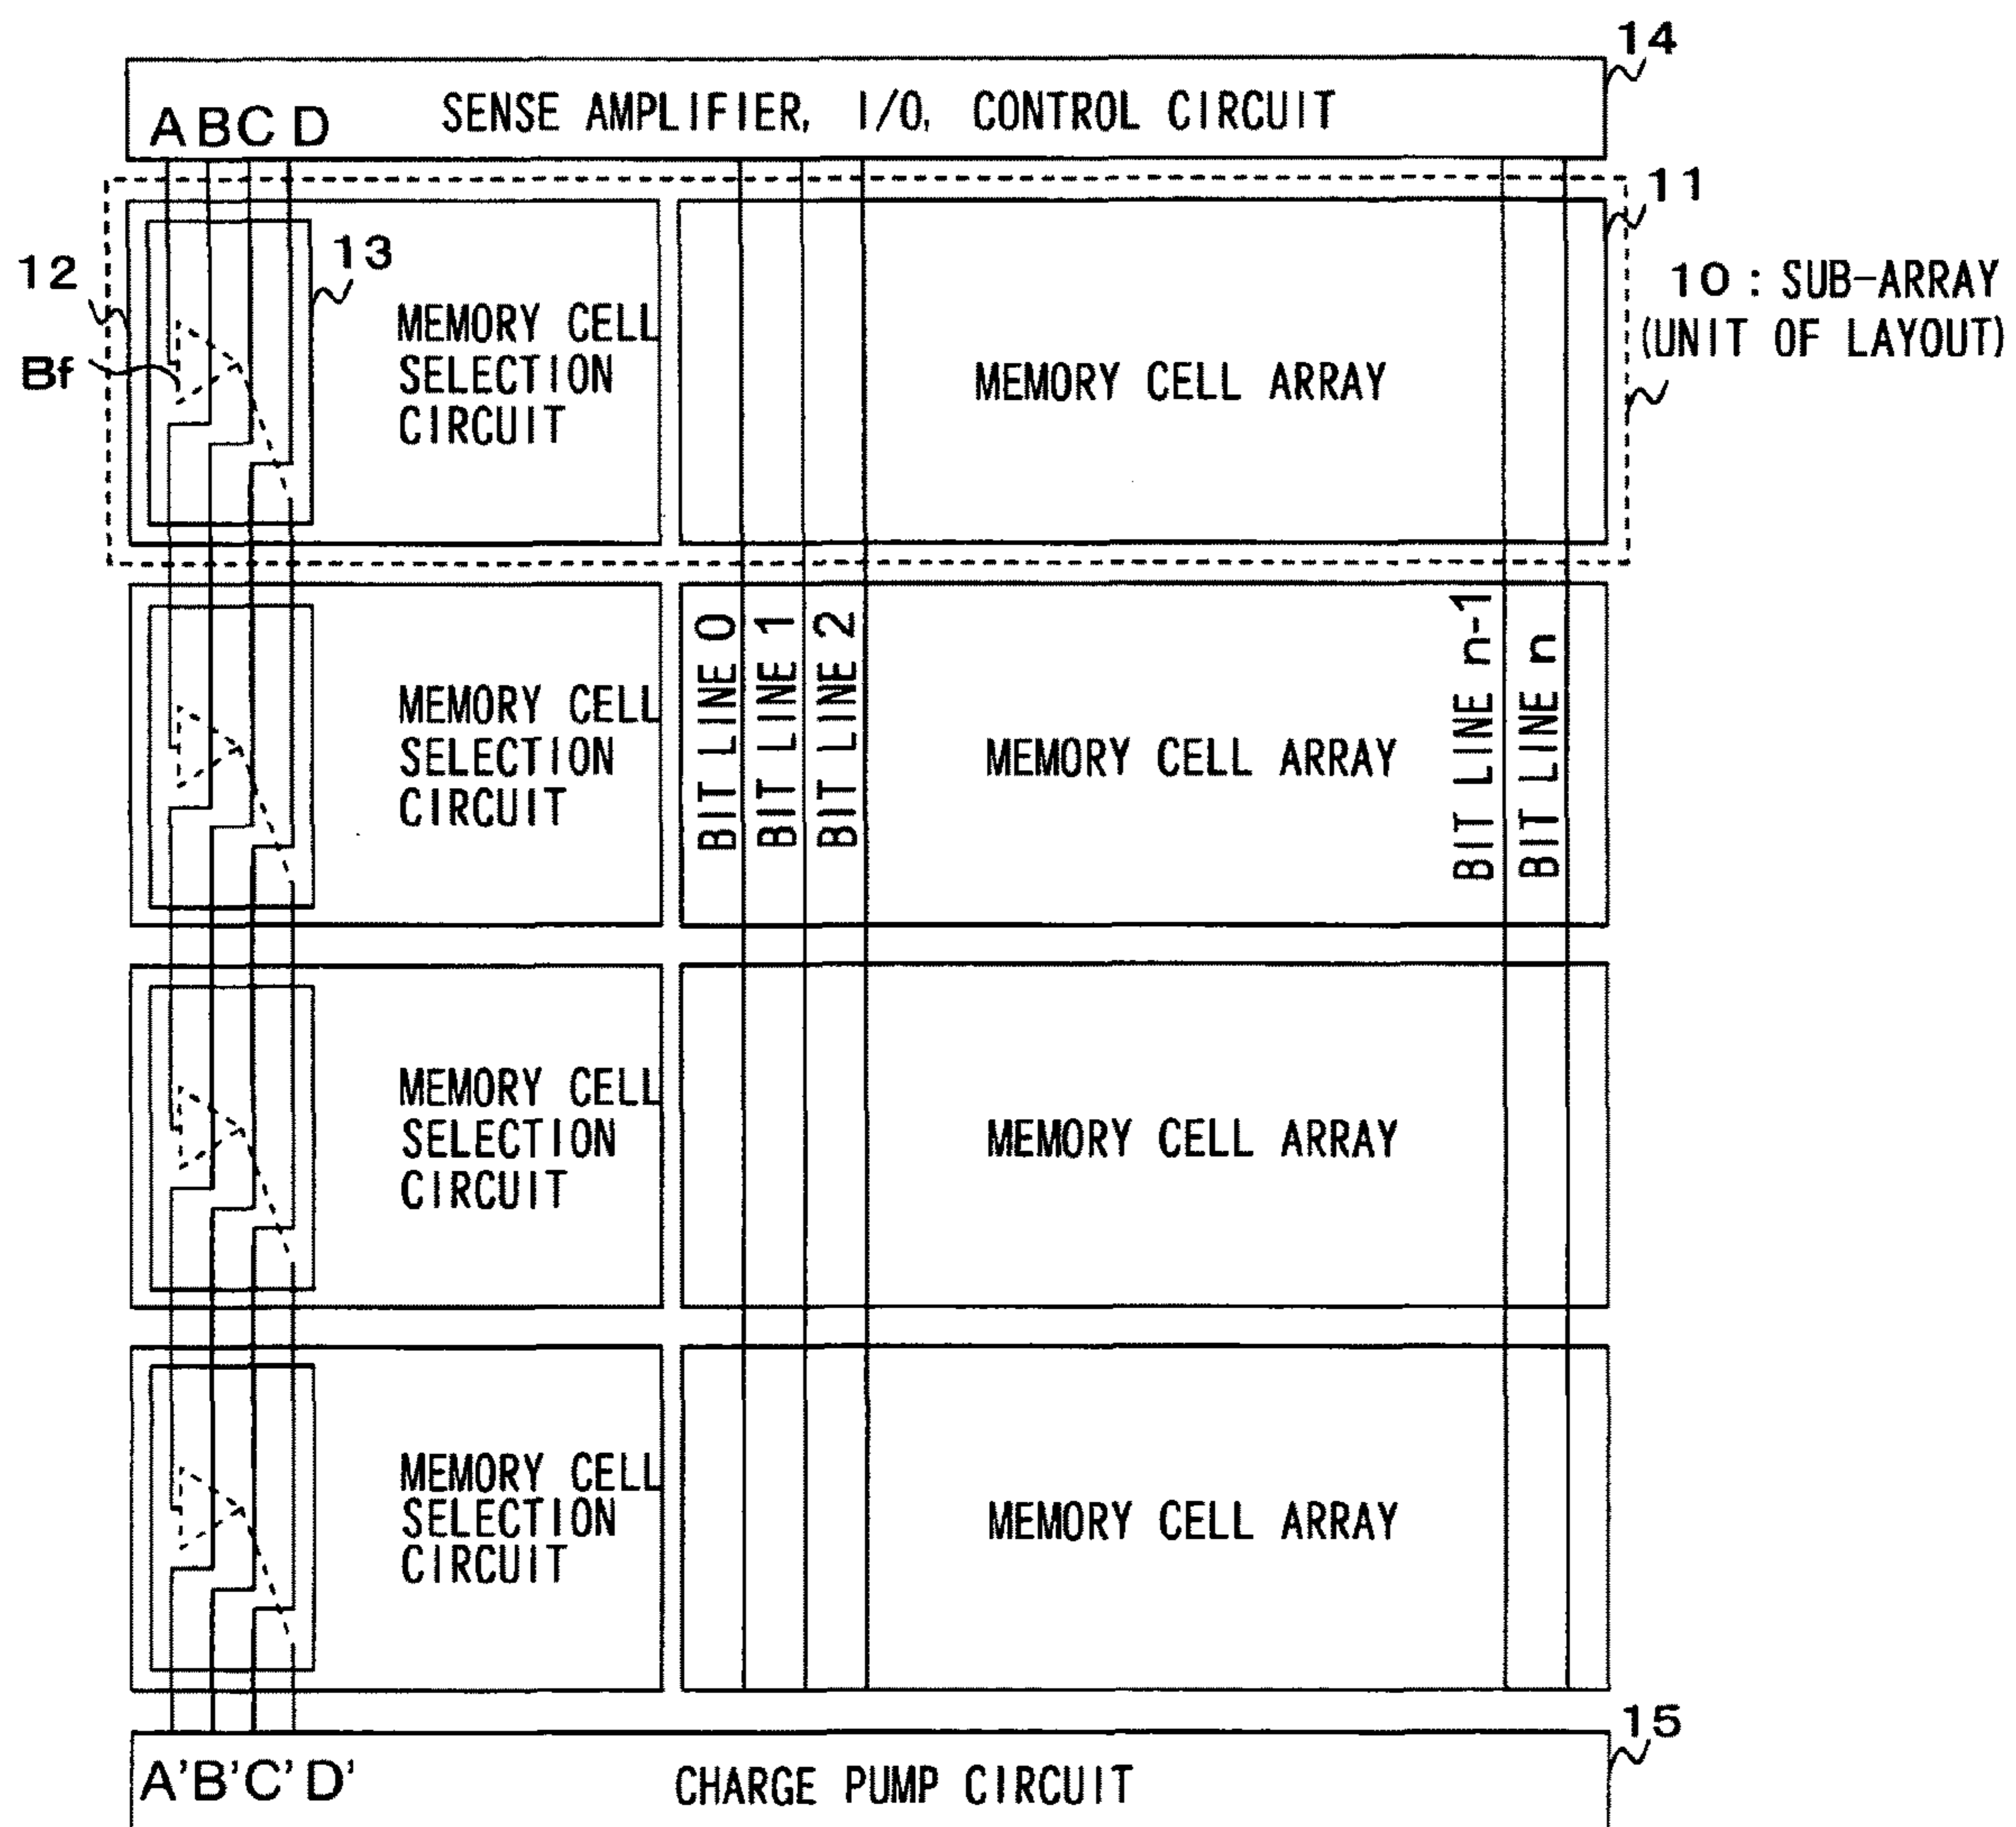 14
SENSE AMPLIFIER, I/O, CONTROL CIRCUIT
A B C D
11
12
13
Bf
MEMORY CELL
SELECTION
CIRCUIT
MEMORY CELL ARRAY
10 : SUB-ARRAY
(UNIT OF LAYOUT)
MEMORY CELL
SELECTION
CIRCUIT
BIT LINE 0
BIT LINE 1
BIT LINE 2
MEMORY CELL ARRAY
BIT LINE n-1
BIT LINE n
MEMORY CELL
SELECTION
CIRCUIT
MEMORY CELL ARRAY
MEMORY CELL
SELECTION
CIRCUIT
MEMORY CELL ARRAY
15
A' B' C' D'
CHARGE PUMP CIRCUIT